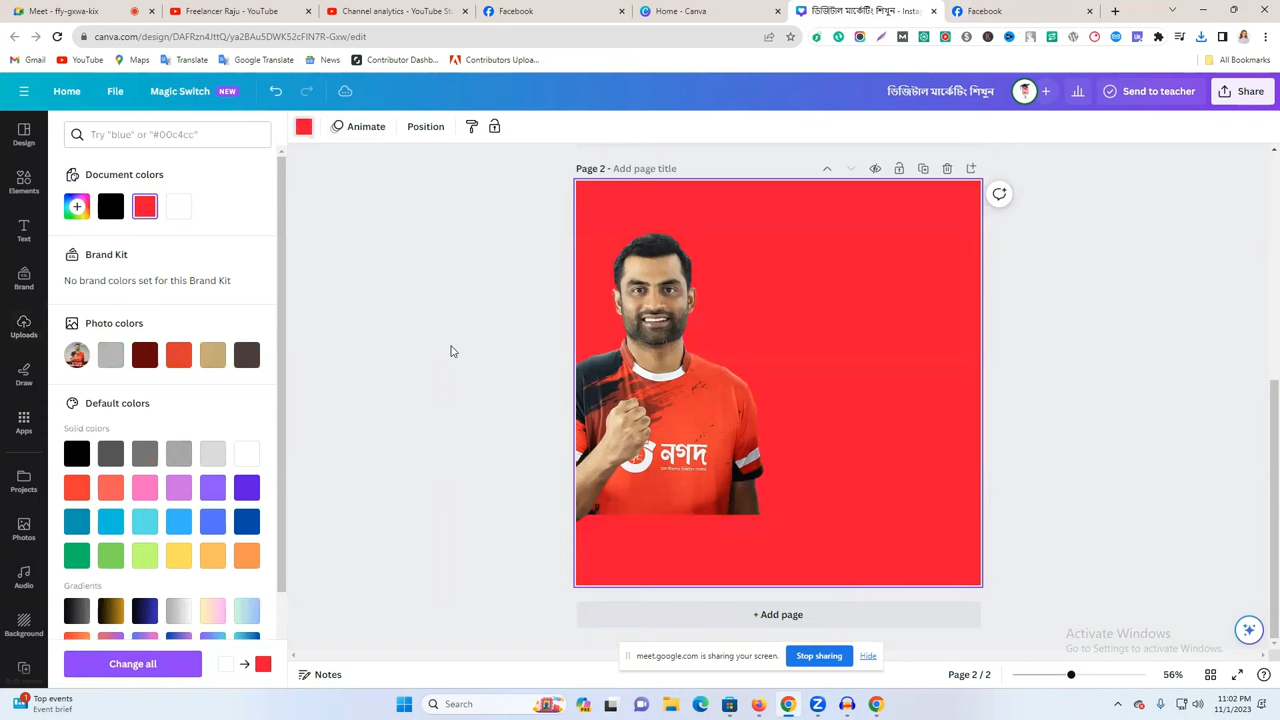 Meet - ffy-gxwa-kix
Freelancer Raju - YouTube
Channel analytics - YouTube St
Facebook
Home - Canva
ডিজিটাল মার্কেটিং শিখুন - Instag
Facebook
canva.com/design/DAFRzn4JttQ/ya2BAu5DWK52cFIN7R-Gxw/edit
Gmail
YouTube
Maps
Translate
Google Translate
News
Contributor Dashb...
Contributors Uploa...
All Bookmarks
Home
File
Magic Switch
NEW
ডিজিটাল মার্কেটিং শিখুন
Send to teacher
Share
Design
Elements
Text
Brand
Uploads
Draw
Apps
Projects
Photos
Audio
Background
Try "blue" or "#00c4cc"
Document colors
Brand Kit
No brand colors set for this Brand Kit
Photo colors
Default colors
Solid colors
Gradients
Change all
Animate
Position
Page 2 - Add page title
নগদ
+ Add page
meet.google.com is sharing your screen.
Stop sharing
Hide
Activate Windows
Go to Settings to activate Windows.
Notes
Page 2 / 2
56%
Top events
Event brief
Search
11:02 PM
11/1/2023